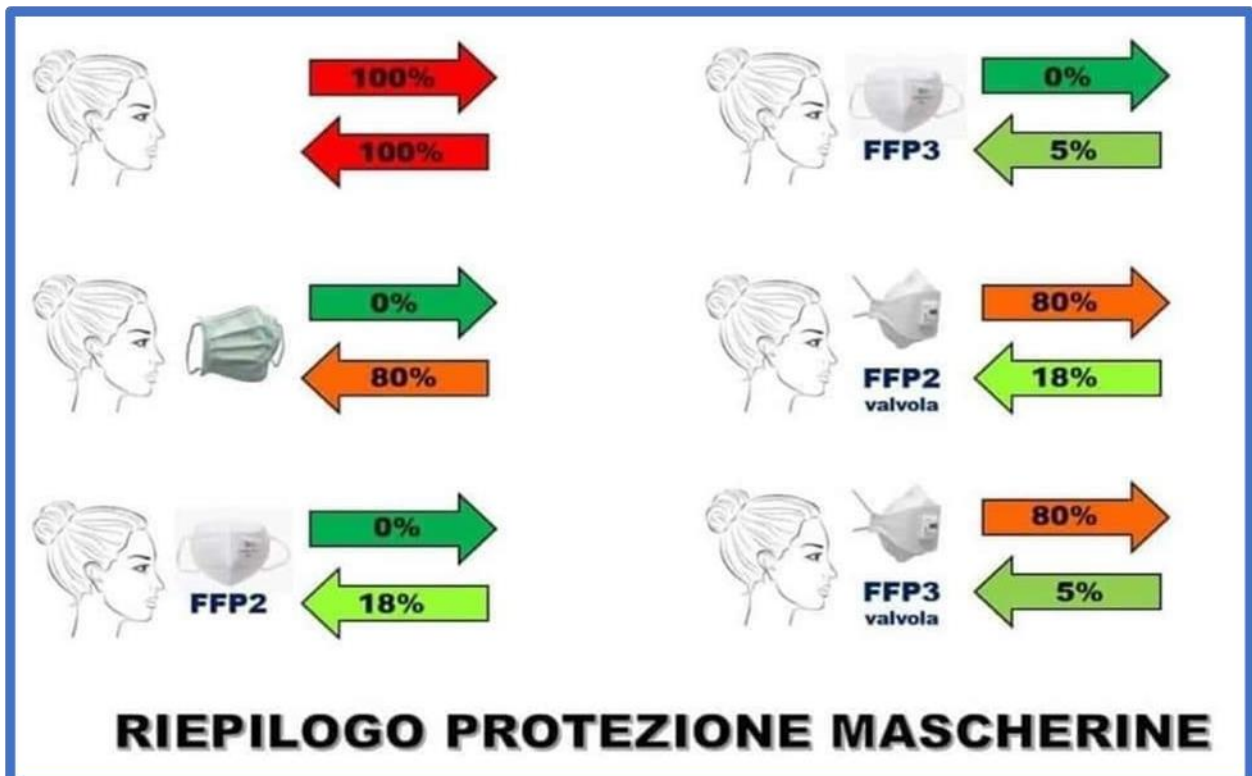 100%
100%
0%
80%
0%
FFP2
18%
0%
FFP3
5%
80%
FFP2
valvola
18%
80%
FFP3
valvola
5%
RIEPILOGO PROTEZIONE MASCHERINE